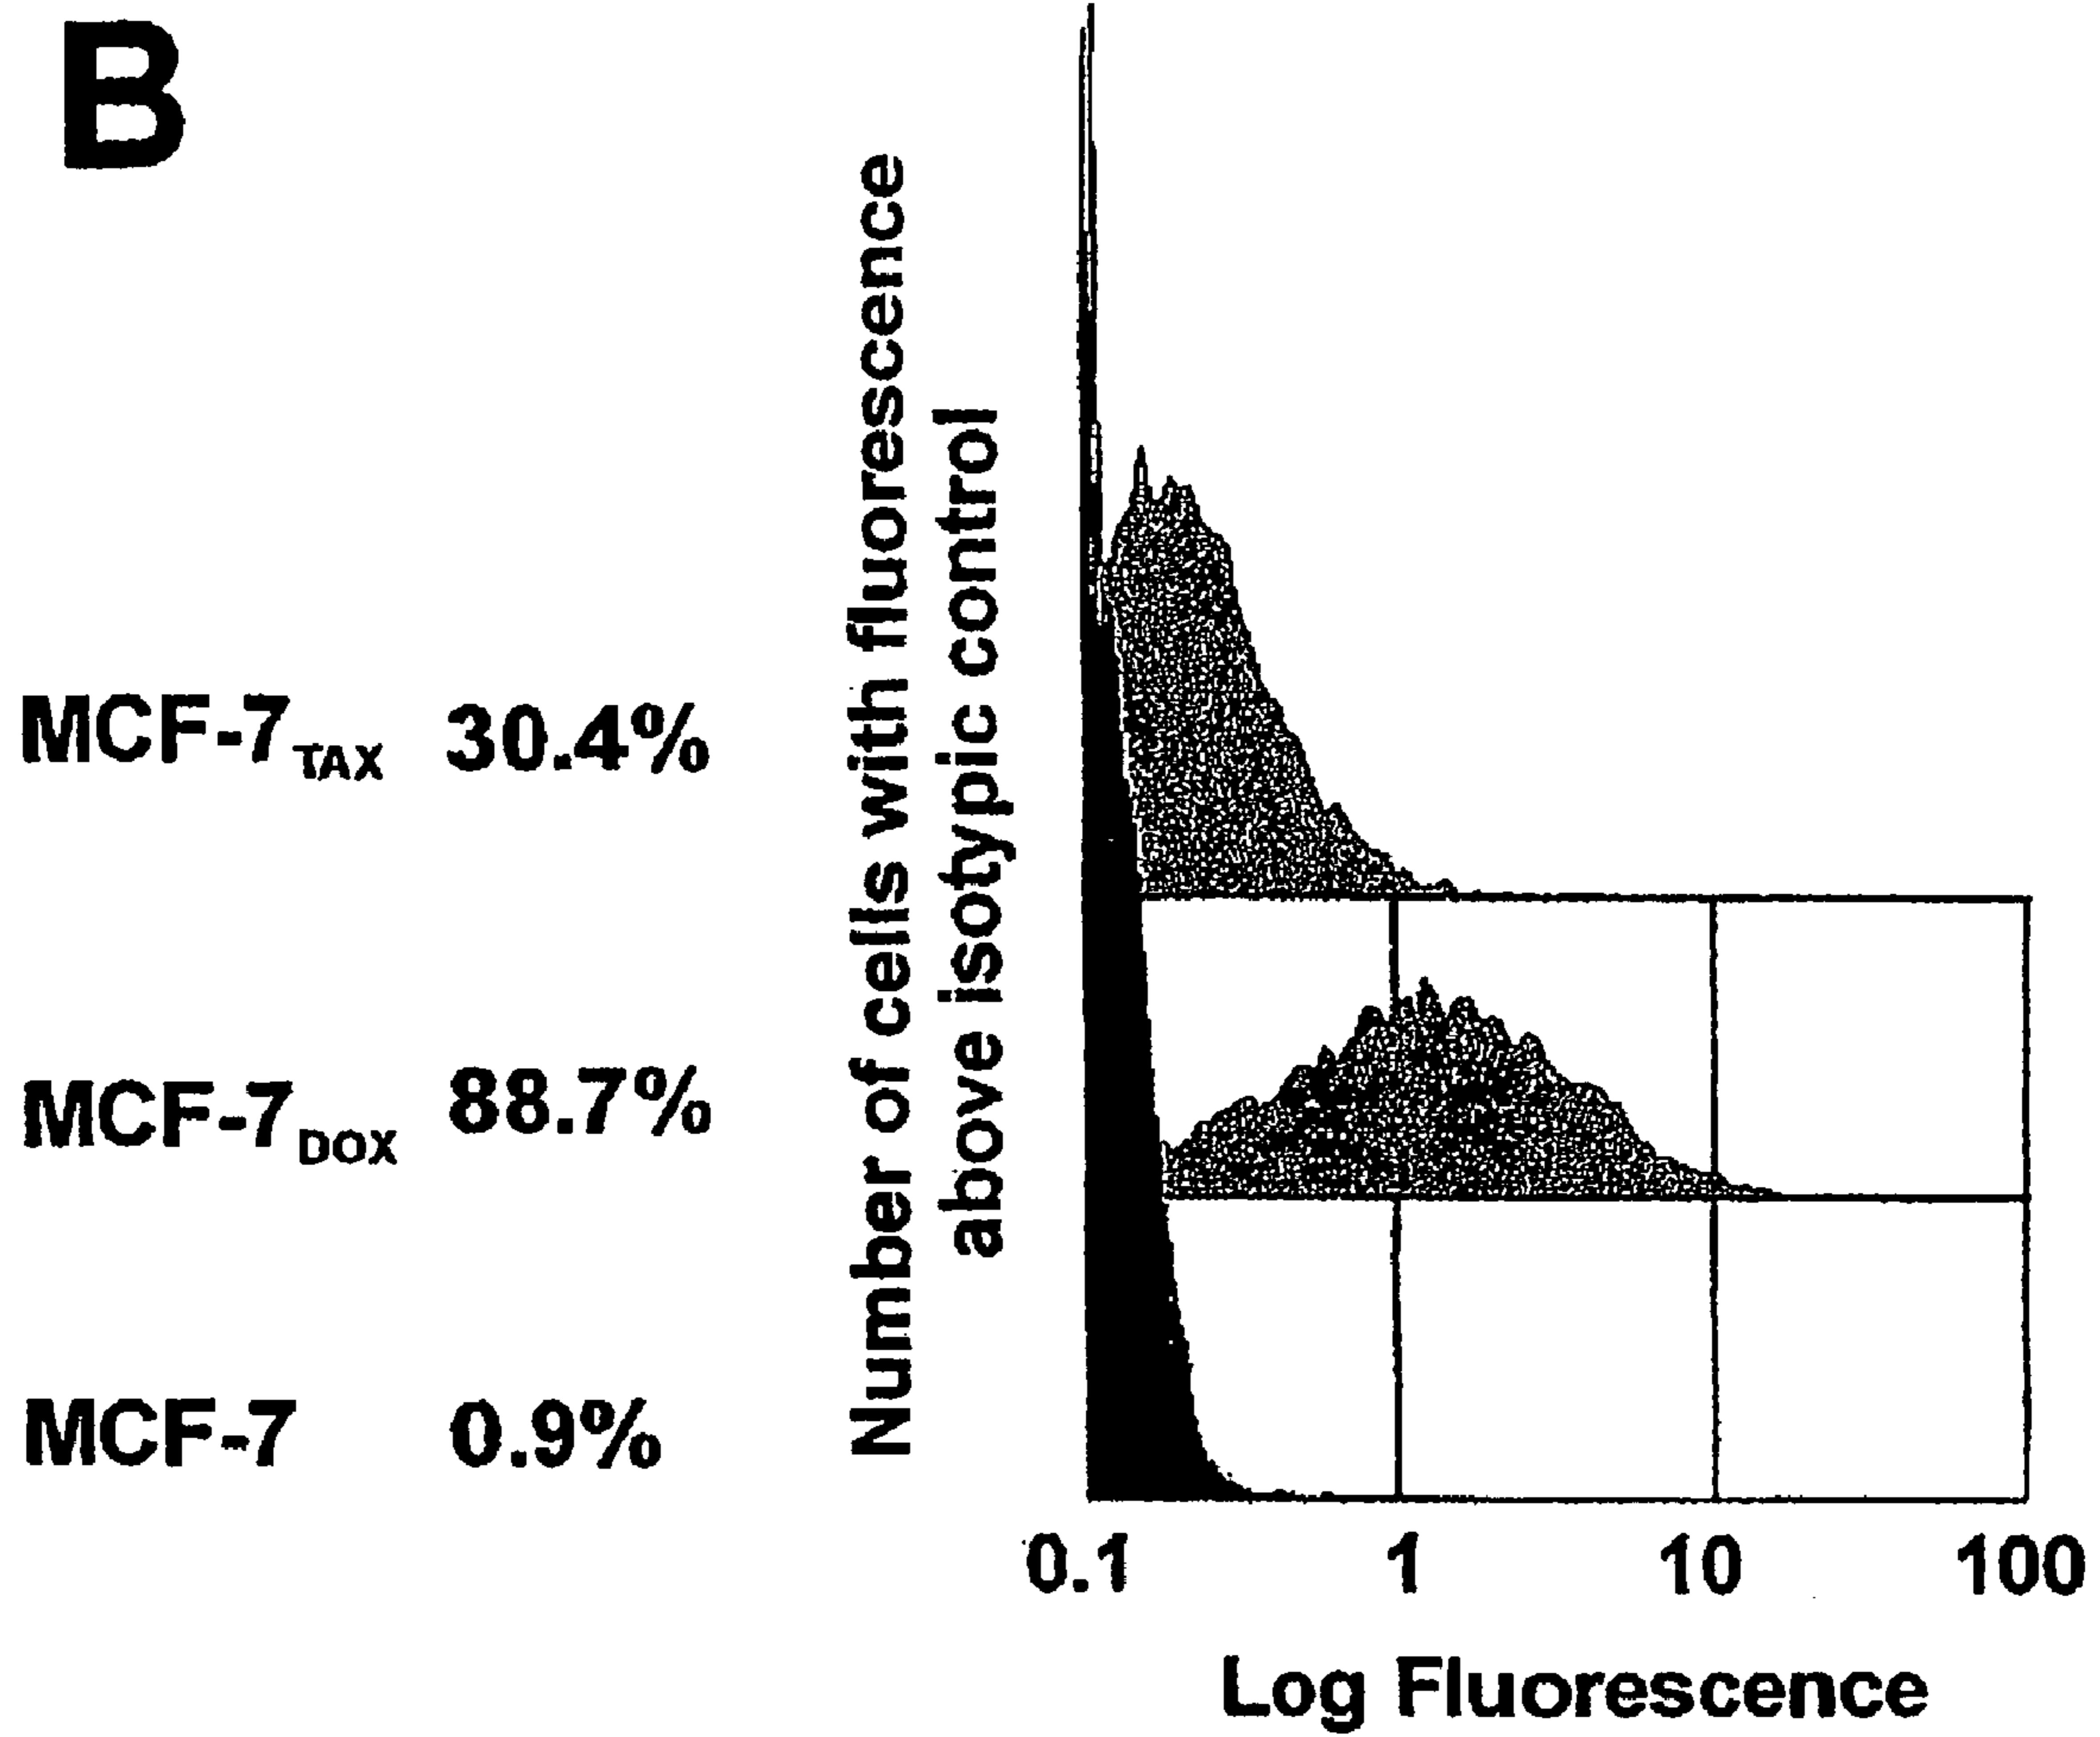 B
Number of cells with fluorescence
above isotypic control
MCF-7TAX 30.4%
MCF-7DOX 88.7%
MCF-7 0.9%
0.1 1 10 100
Log Fluorescence